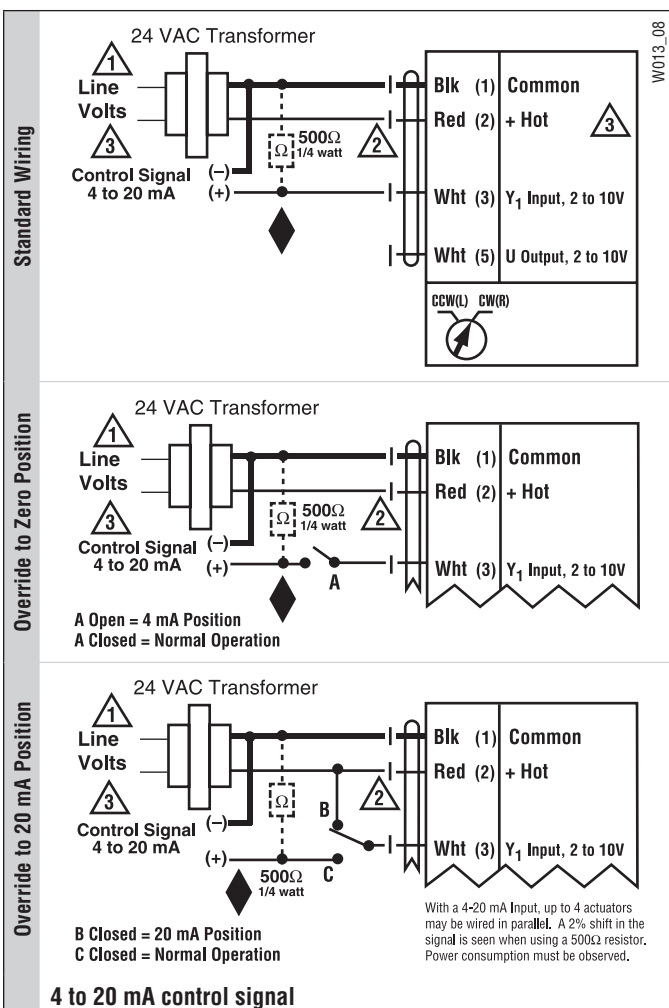 W013_08
Standard Wiring
24 VAC Transformer
1
Line
Volts
3
Control Signal (–)
4 to 20 mA (+)
Ω
500Ω
1/4 watt
2
Blk (1) Common
Red (2) + Hot
3
Wht (3) Y1 Input, 2 to 10V
Wht (5) U Output, 2 to 10V
CCW(L) CW(R)
Override to Zero Position
24 VAC Transformer
1
Line
Volts
3
Control Signal (–)
4 to 20 mA (+)
Ω
500Ω
1/4 watt
2
A
Blk (1) Common
Red (2) + Hot
Wht (3) Y1 Input, 2 to 10V
A Open = 4 mA Position
A Closed = Normal Operation
Override to 20 mA Position
24 VAC Transformer
1
Line
Volts
3
Control Signal (–)
4 to 20 mA (+)
Ω
500Ω
1/4 watt
2
B
C
Blk (1) Common
Red (2) + Hot
Wht (3) Y1 Input, 2 to 10V
B Closed = 20 mA Position
C Closed = Normal Operation
With a 4-20 mA Input, up to 4 actuators
may be wired in parallel. A 2% shift in the
signal is seen when using a 500Ω resistor.
Power consumption must be observed.
4 to 20 mA control signal